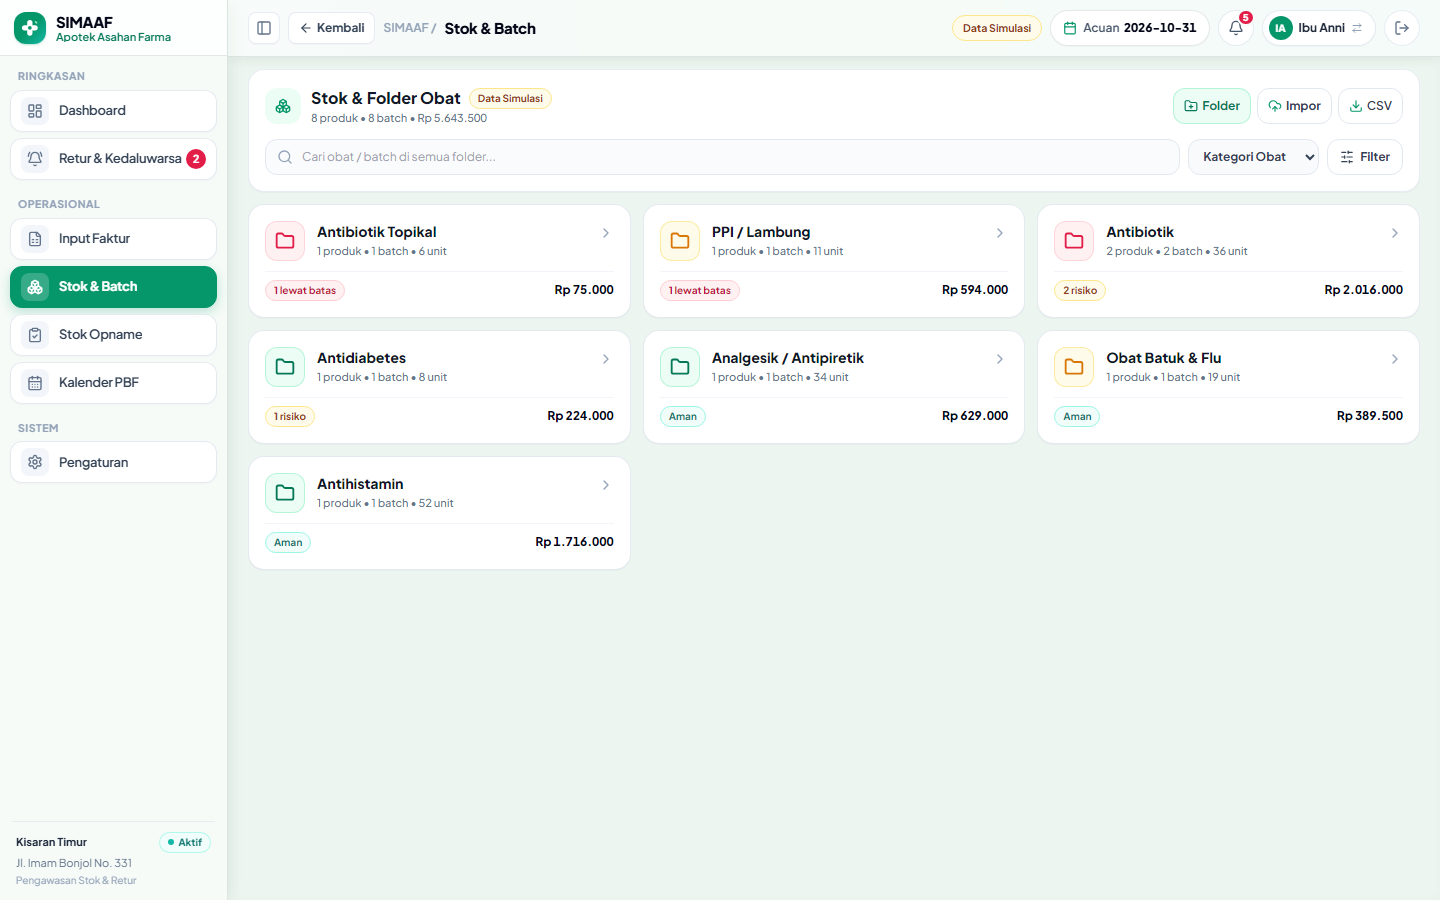 SIMAAF
Apotek Asahan Farma
RINGKASAN
Dashboard
Retur & Kedaluwarsa 2
OPERASIONAL
Input Faktur
Stok & Batch
Stok Opname
Kalender PBF
SISTEM
Pengaturan
Kisaran Timur Aktif
Jl. Imam Bonjol No. 331
Pengawasan Stok & Retur
Kembali SIMAAF / Stok & Batch Data Simulasi Acuan 2026-10-31 5 IA Ibu Anni
Stok & Folder Obat Data Simulasi
8 produk • 8 batch • Rp 5.643.500
Folder Impor CSV
Cari obat / batch di semua folder... Kategori Obat Filter
Antibiotik Topikal
1 produk • 1 batch • 6 unit
1 lewat batas Rp 75.000
PPI / Lambung
1 produk • 1 batch • 11 unit
1 lewat batas Rp 594.000
Antibiotik
2 produk • 2 batch • 36 unit
2 risiko Rp 2.016.000
Antidiabetes
1 produk • 1 batch • 8 unit
1 risiko Rp 224.000
Analgesik / Antipiretik
1 produk • 1 batch • 34 unit
Aman Rp 629.000
Obat Batuk & Flu
1 produk • 1 batch • 19 unit
Aman Rp 389.500
Antihistamin
1 produk • 1 batch • 52 unit
Aman Rp 1.716.000